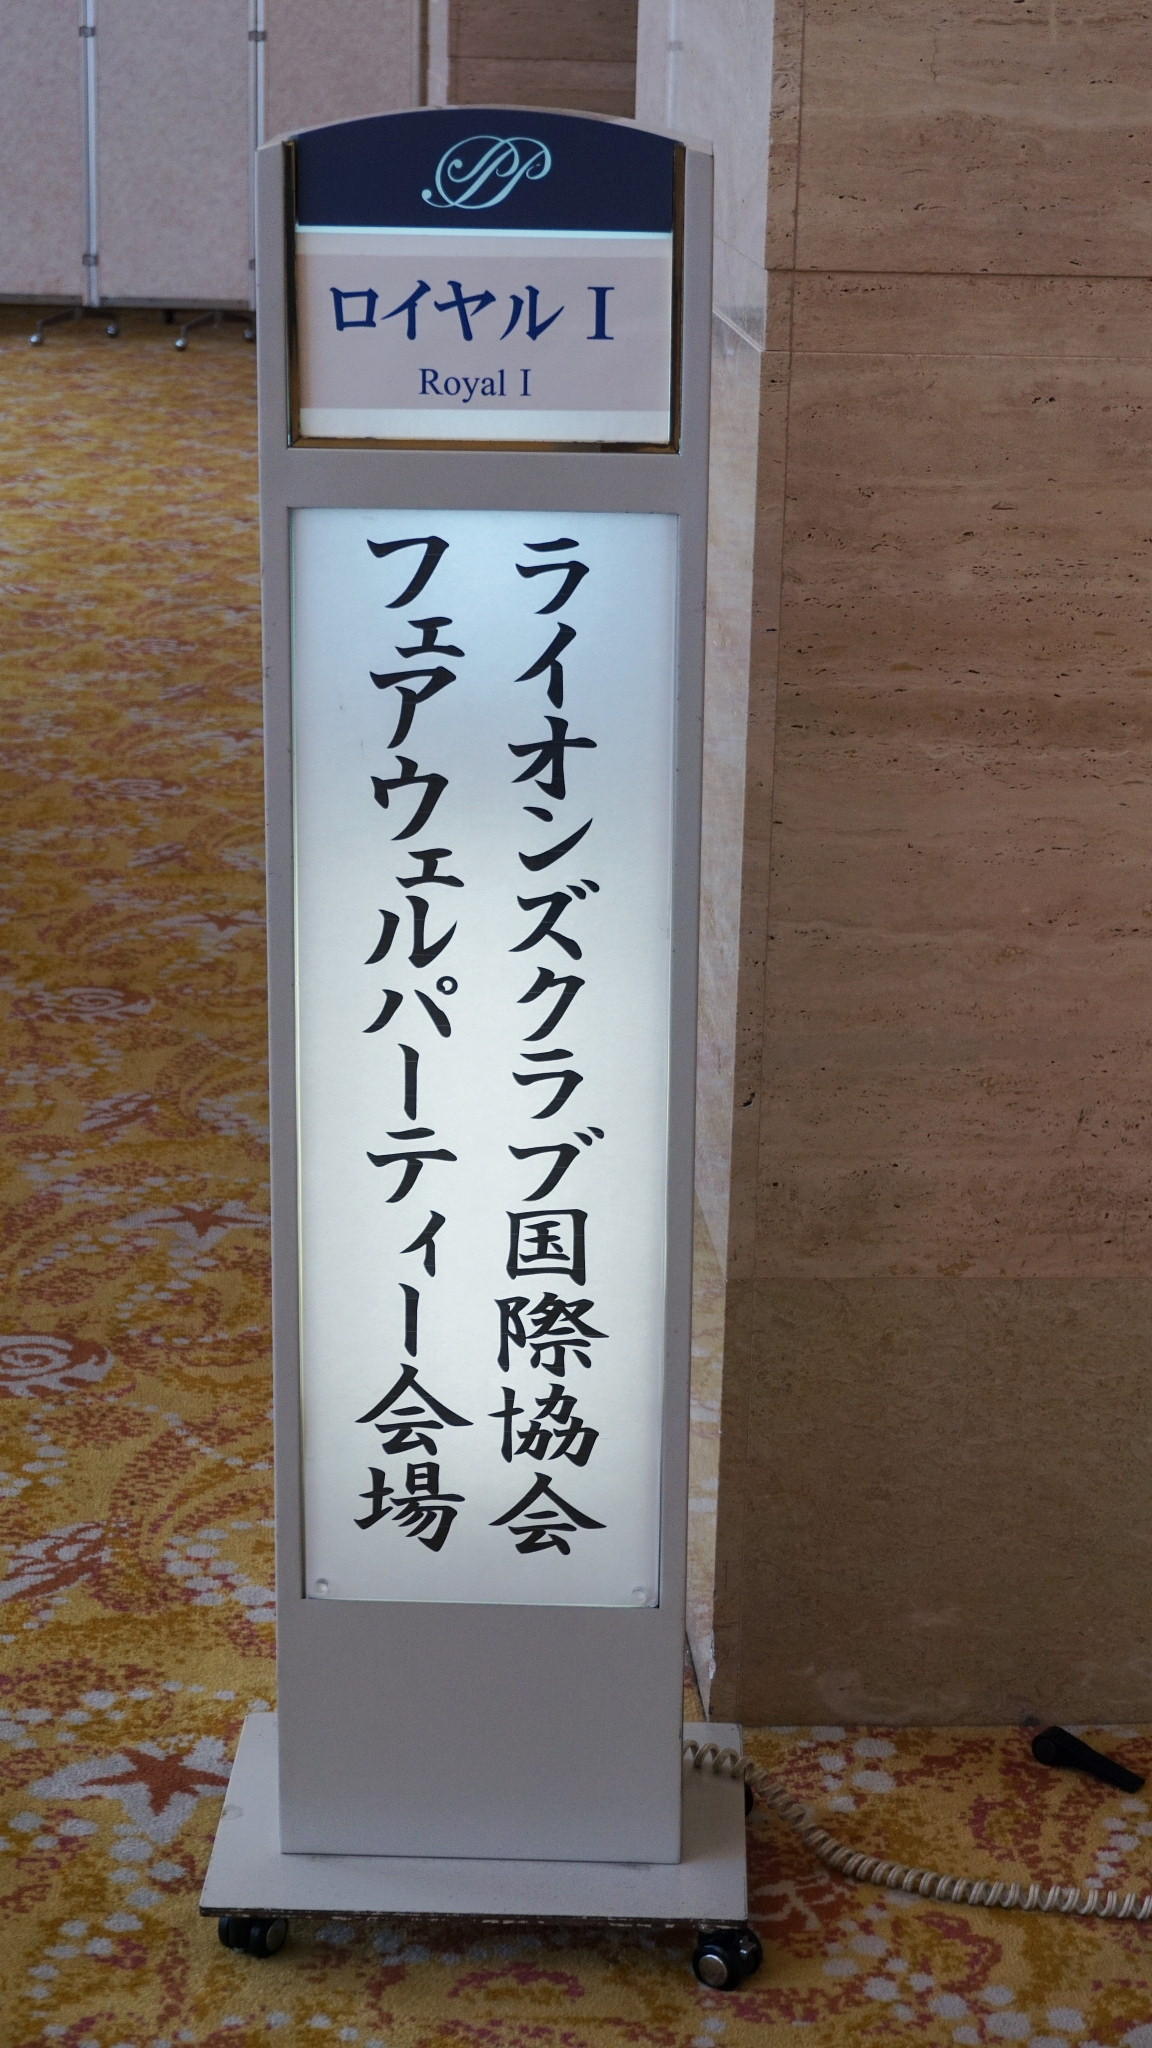 ロイヤル I
Royal I
ライオンズクラブ国際協会
フェアウェルパーティー会場